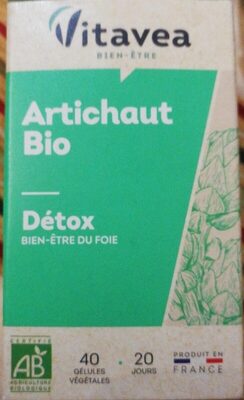 Vitavea
BIEN-ÊTRE
Artichaut
Bio
Détox
BIEN-ÊTRE DU FOIE
CERTIFIÉ
AB
AGRICULTURE
BIOLOGIQUE
40
GÉLULES
VÉGÉTALES
•
20
JOURS
PRODUIT EN
FRANCE